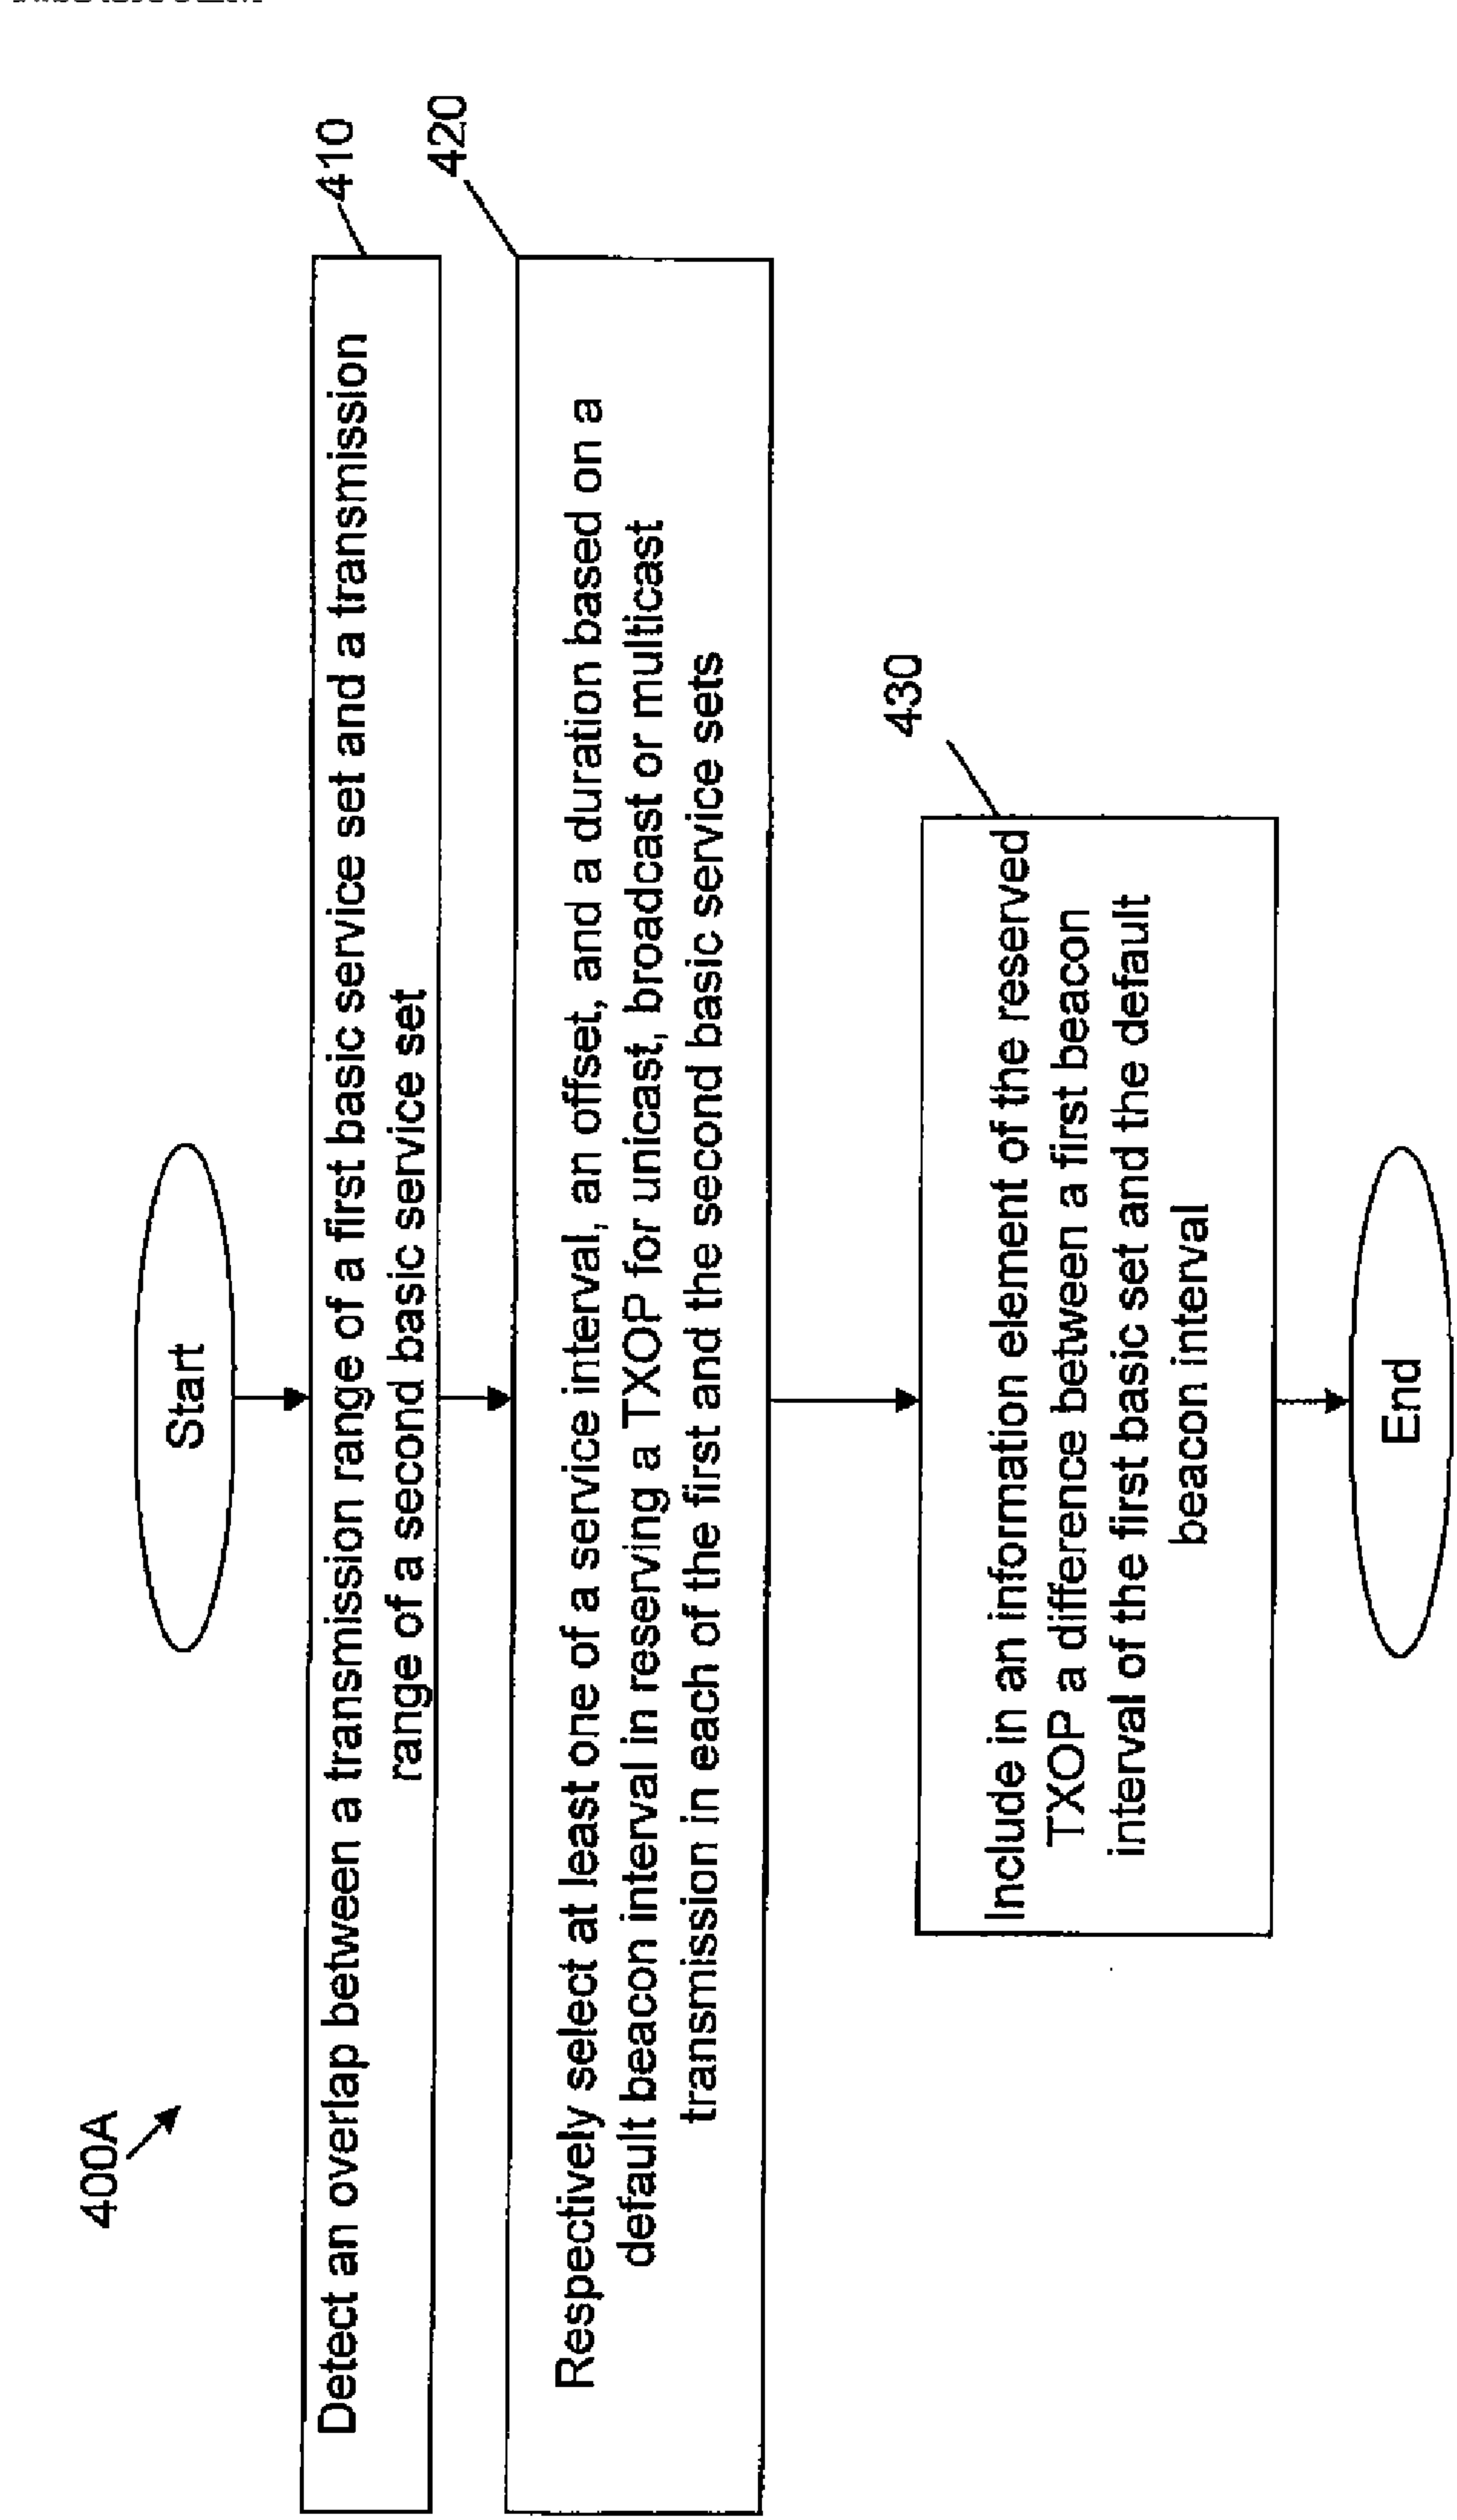 400A
Start
410
Detect an overlap between a transmission range of a first basic service set and a transmission
range of a second basic service set
420
Respectively select at least one of a service interval, an offset, and a duration based on a
default beacon interval in reserving a TXOP for unicast, broadcast or multicast
transmission in each of the first and the second basic service sets
430
Include in an information element of the reserved
TXOP a difference between a first beacon
interval of the first basic set and the default
beacon interval
End